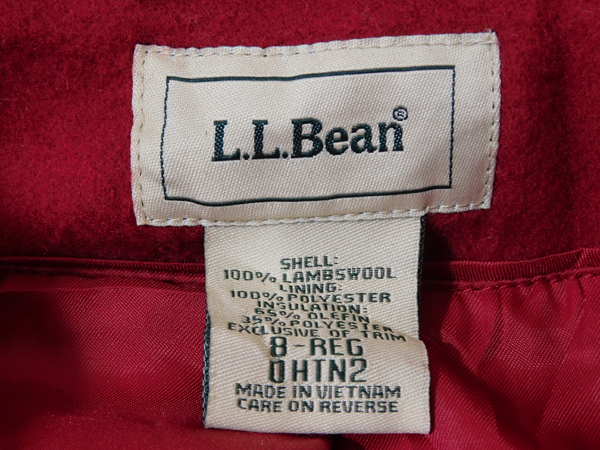 L.L.Bean®
SHELL:
100% LAMBSWOOL
LINING:
100% POLYESTER
INSULATION:
65% OLEFIN
35% POLYESTER
EXCLUSIVE OF TRIM
8-REG
0HTN2
MADE IN VIETNAM
CARE ON REVERSE